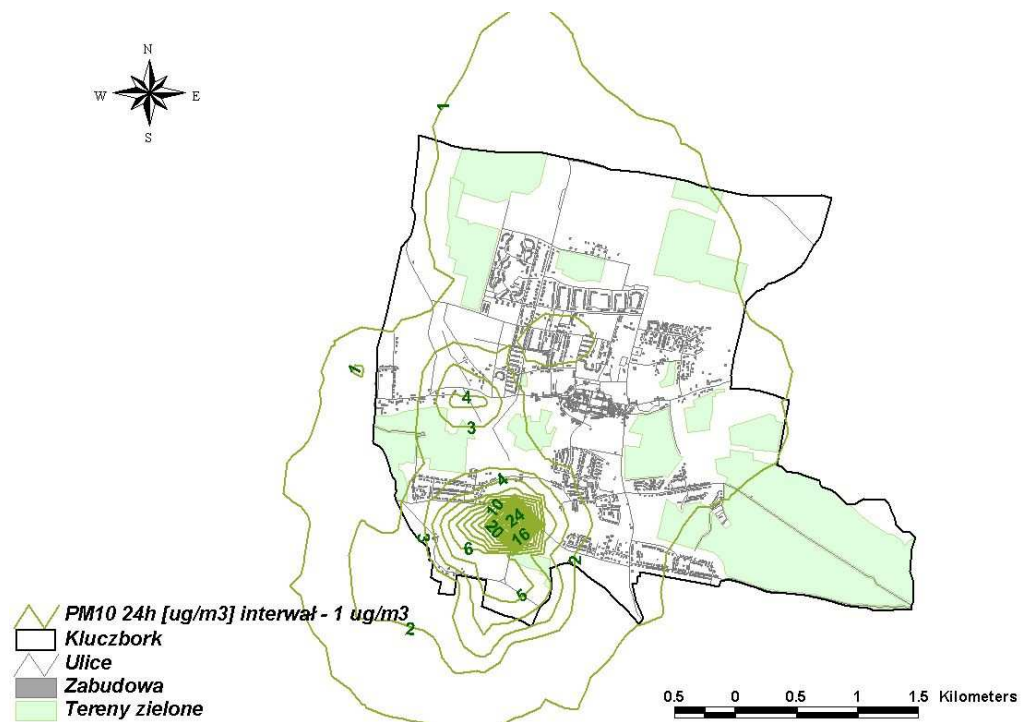 N
W E
S
1
1
4
3
4
10
24
20
16
3
6
2
5
2
PM10 24h [ug/m3] interwał - 1 ug/m3
Kluczbork
Ulice
Zabudowa
Tereny zielone
0.5 0 0.5 1 1.5 Kilometers